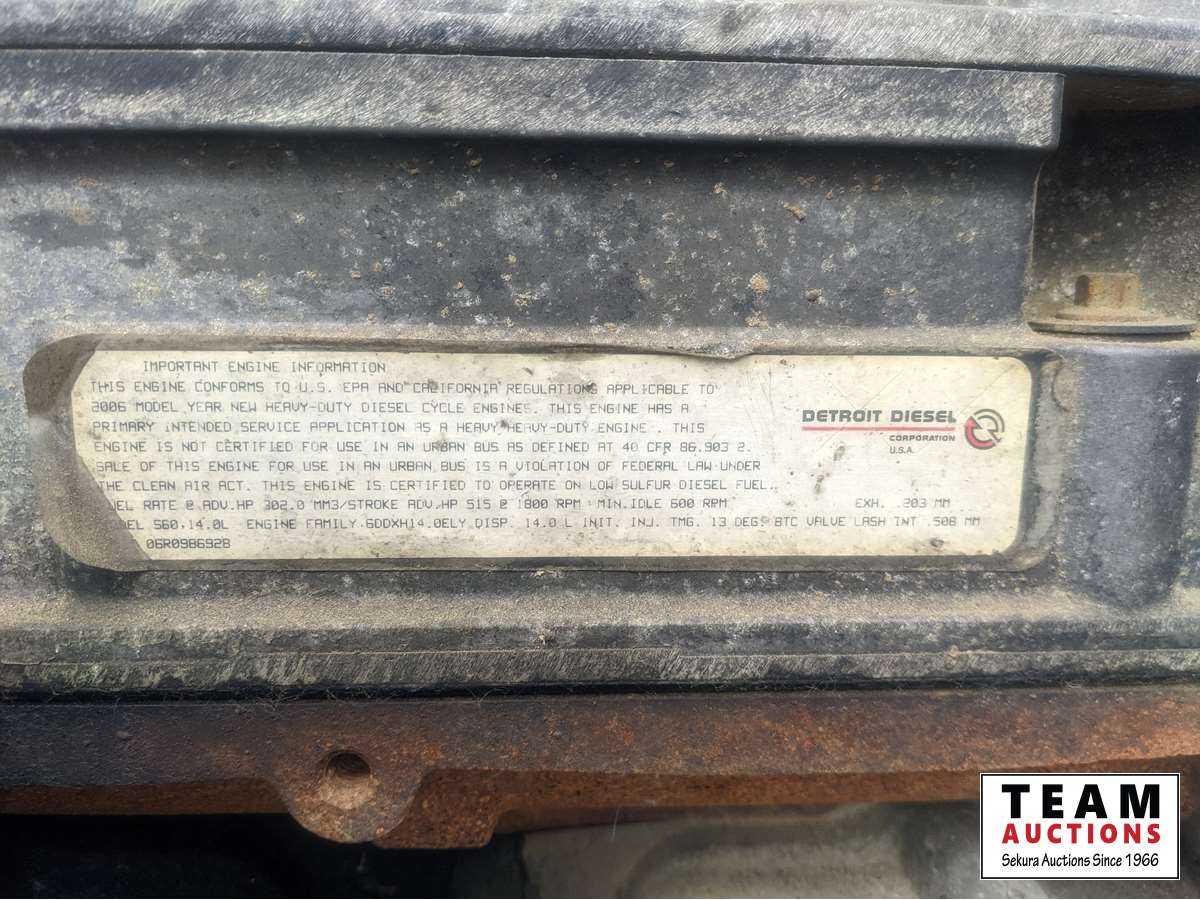 IMPORTANT ENGINE INFORMATION
THIS ENGINE CONFORMS TO U.S. EPA AND CALIFORNIA REGULATIONS APPLICABLE TO
2006 MODEL YEAR NEW HEAVY-DUTY DIESEL CYCLE ENGINES. THIS ENGINE HAS A
PRIMARY INTENDED SERVICE APPLICATION AS A HEAVY HEAVY-DUTY ENGINE . THIS
ENGINE IS NOT CERTIFIED FOR USE IN AN URBAN BUS AS DEFINED AT 40 CFR 86.903 2.
SALE OF THIS ENGINE FOR USE IN AN URBAN BUS IS A VIOLATION OF FEDERAL LAW UNDER
THE CLEAN AIR ACT. THIS ENGINE IS CERTIFIED TO OPERATE ON LOW SULFUR DIESEL FUEL.
UEL RATE @ ADV.HP 302.0 MM3/STROKE ADV.HP 515 @ 1800 RPM MIN.IDLE 600 RPM EXH. .203 MM
DEL S60.14.0L ENGINE FAMILY 6DDXH14.0ELY DISP. 14.0 L INIT. INJ. TMG. 13 DEG. BTC VALVE LASH INT .508 MM
06R0986928
DETROIT DIESEL
CORPORATION
U.S.A.
TEAM
AUCTIONS
Sekura Auctions Since 1966